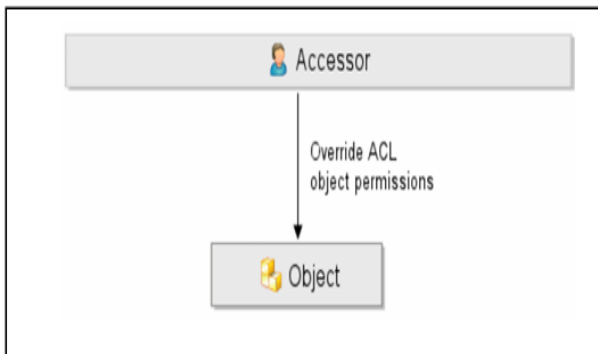 Accessor
Override ACL
object permissions
Object